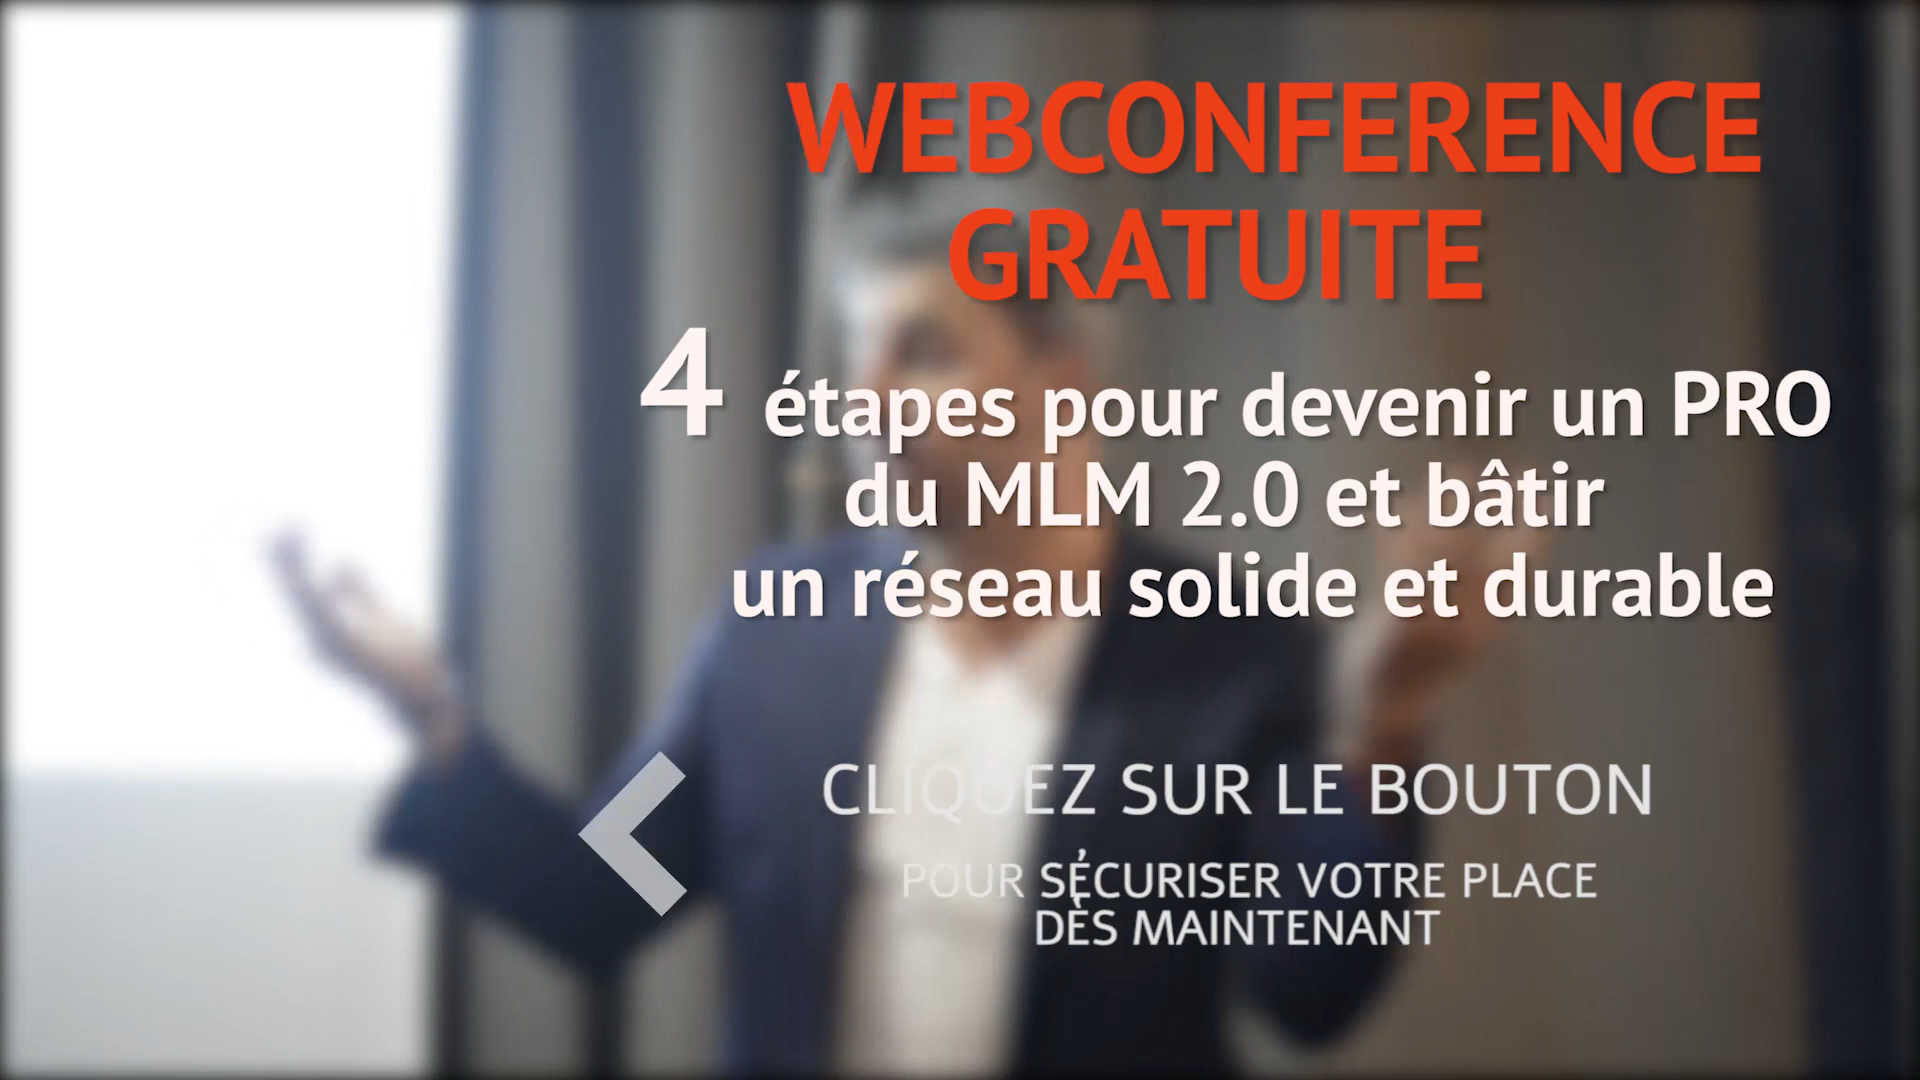 WEBCONFERENCE
GRATUITE
4 étapes pour devenir un PRO
du MLM 2.0 et bâtir
un réseau solide et durable
CLIQUEZ SUR LE BOUTON
POUR SÉCURISER VOTRE PLACE
DÈS MAINTENANT